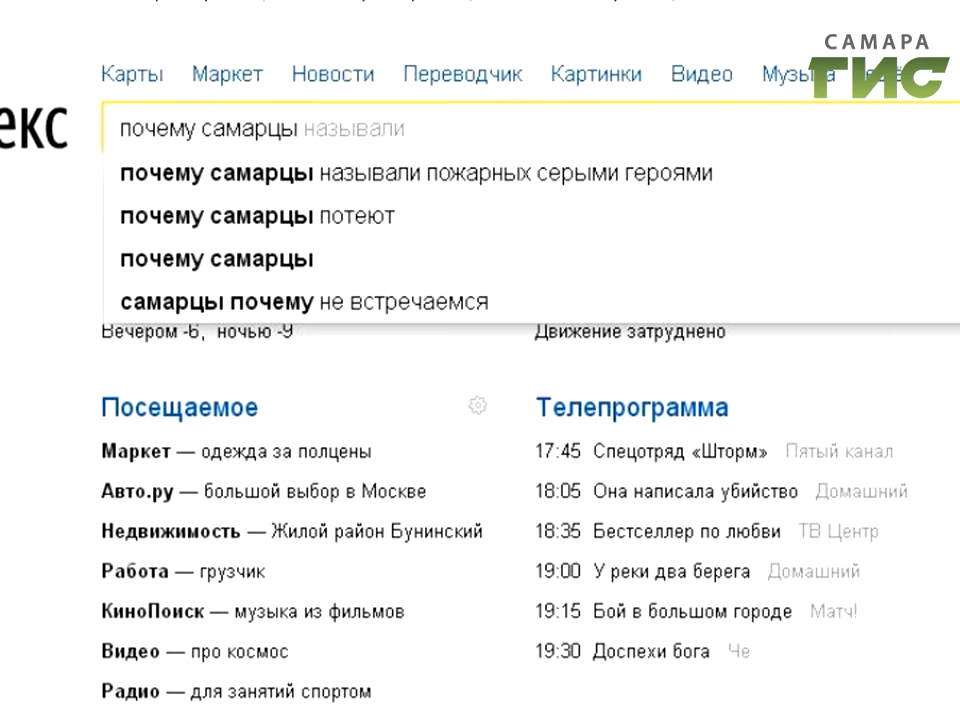 САМАРА
ГИС
Карты Маркет Новости Переводчик Картинки Видео Музыка
екс
почему самарцы называли
почему самарцы называли пожарных серыми героями
почему самарцы потеют
почему самарцы
самарцы почему не встречаемся
Вечером -6, ночью -9
Движение затруднено
Посещаемое
Маркет — одежда за полцены
Авто.ру — большой выбор в Москве
Недвижимость — Жилой район Бунинский
Работа — грузчик
КиноПоиск — музыка из фильмов
Видео — про космос
Радио — для занятий спортом
Телепрограмма
17:45 Спецотряд «Шторм» Пятый канал
18:05 Она написала убийство Домашний
18:35 Бестселлер по любви ТВ Центр
19:00 У реки два берега Домашний
19:15 Бой в большом городе Матч!
19:30 Доспехи бога Че